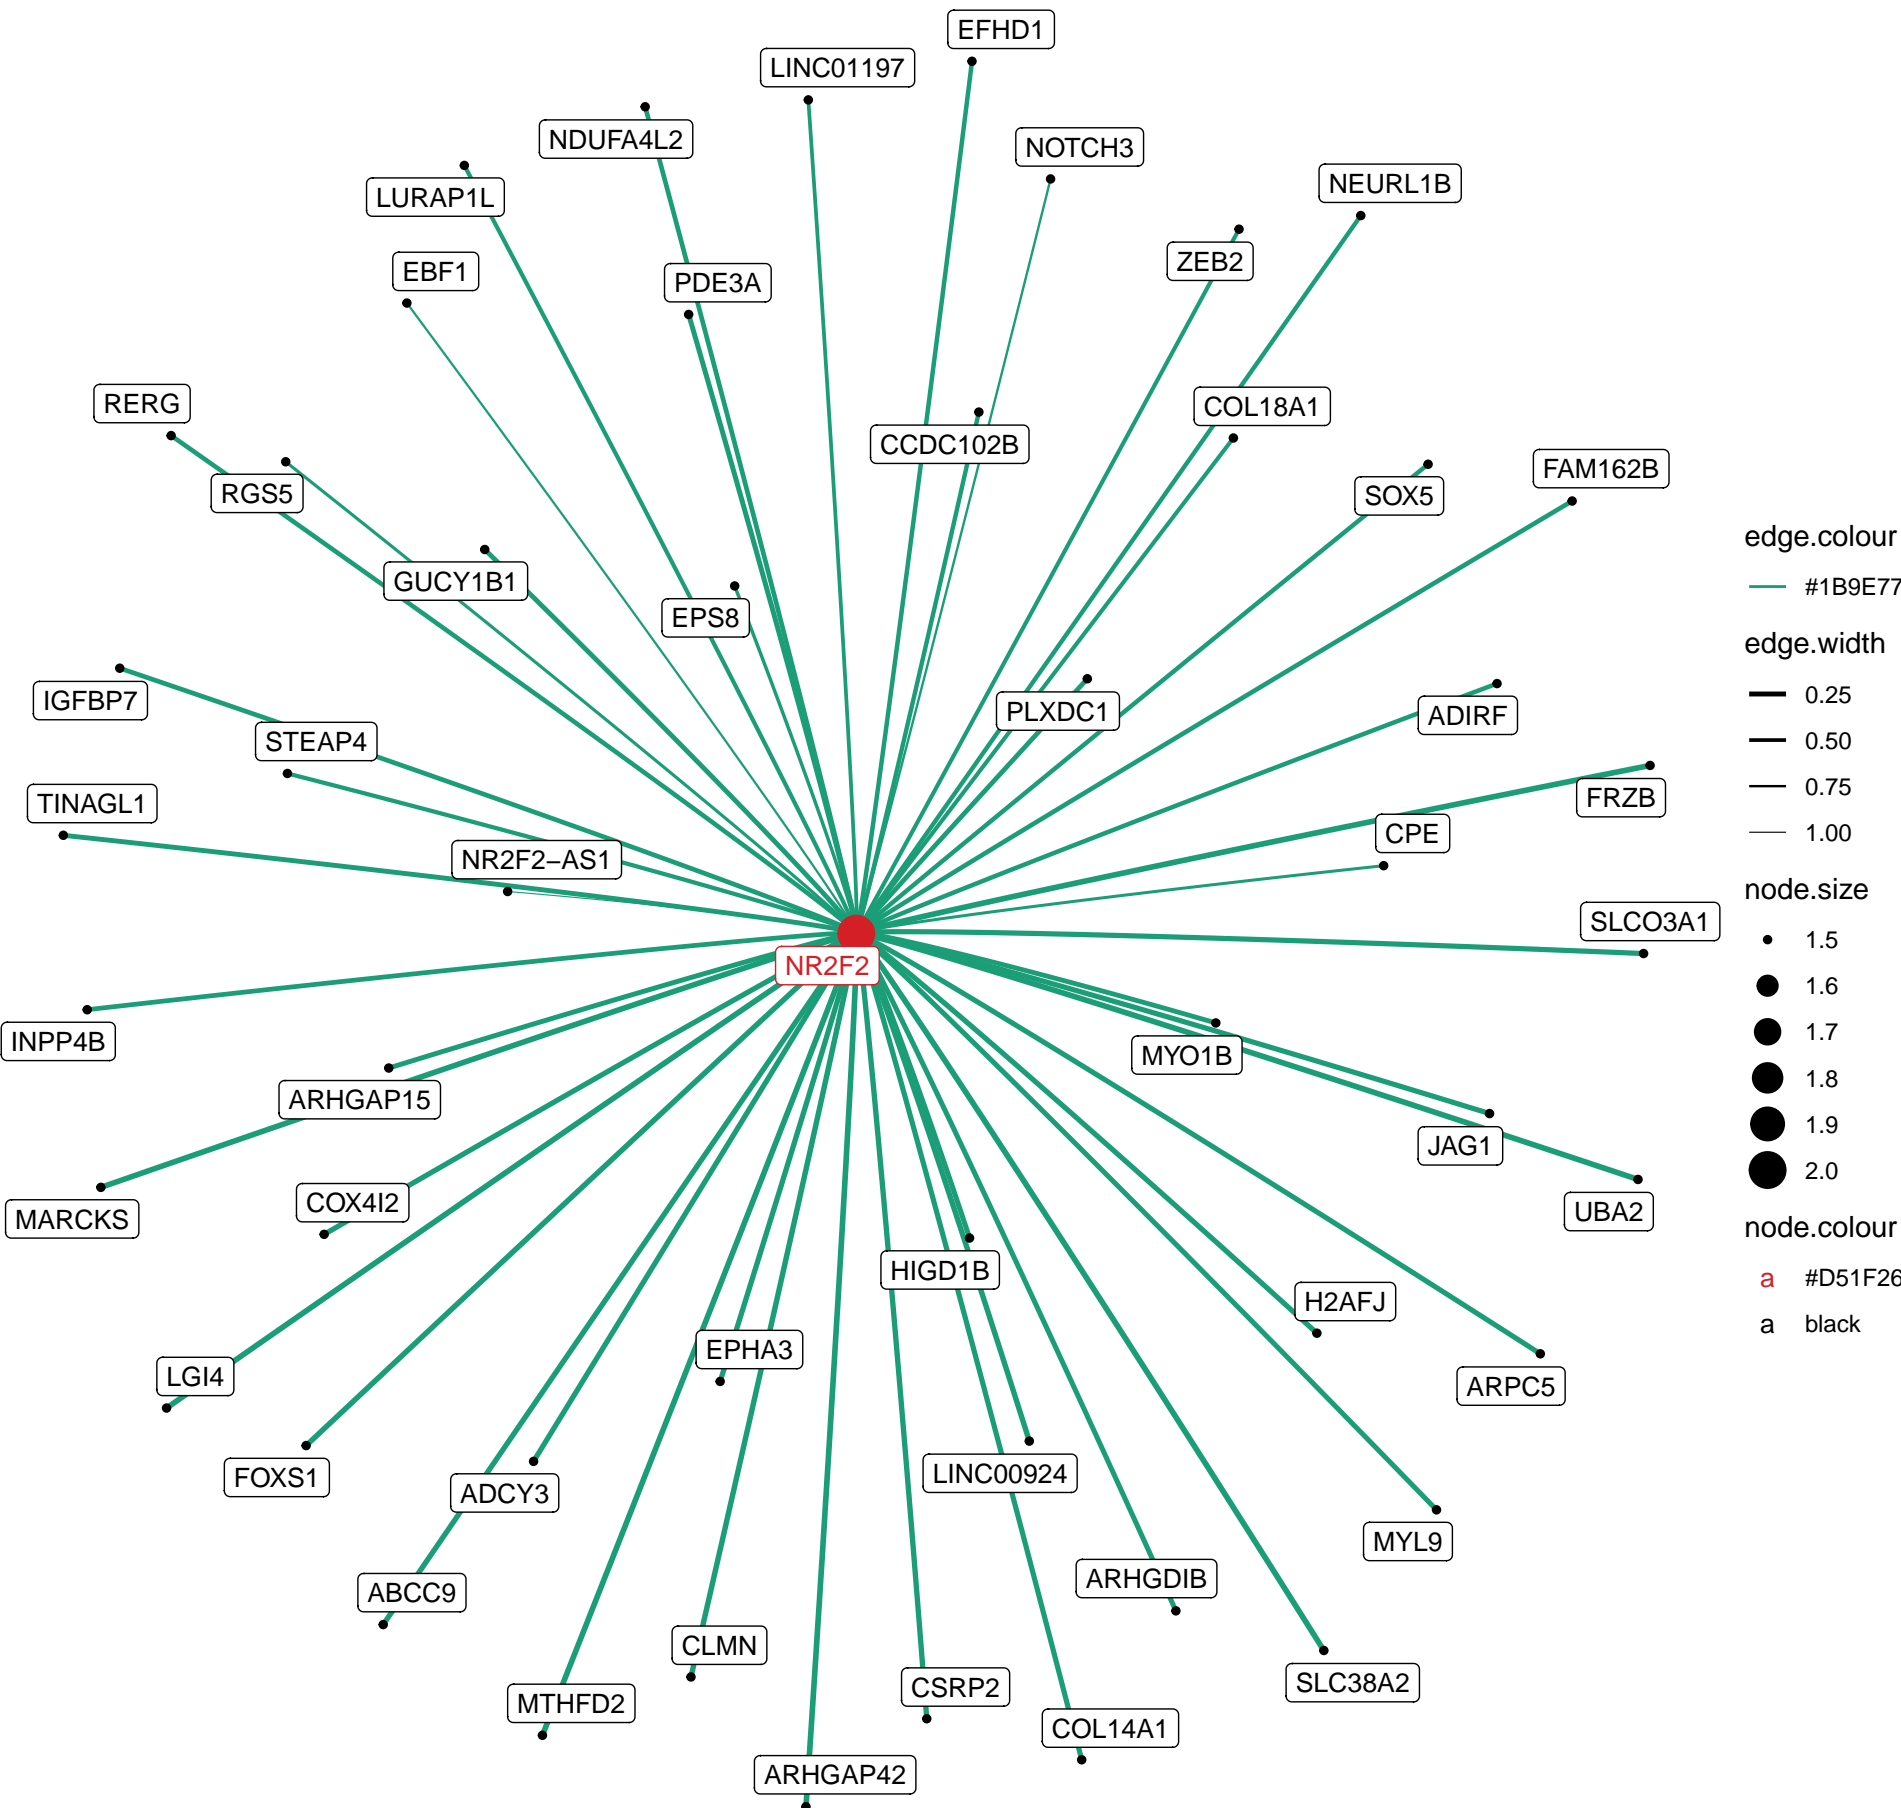 EFHD1
LINC01197
NDUFA4L2
NOTCH3
LURAP1L
NEURL1B
ZEB2
EBF1
PDE3A
RERG
COL18A1
CCDC102B
FAM162B
RGS5
SOX5
GUCY1B1
EPS8
IGFBP7
PLXDC1
ADIRF
STEAP4
FRZB
TINAGL1
CPE
NR2F2−AS1
SLCO3A1
NR2F2
INPP4B
MYO1B
ARHGAP15
JAG1
COX4I2
UBA2
MARCKS
HIGD1B
H2AFJ
EPHA3
LGI4
ARPC5
LINC00924
FOXS1
ADCY3
MYL9
ARHGDIB
ABCC9
CLMN
SLC38A2
CSRP2
MTHFD2
COL14A1
ARHGAP42
edge.colour
#1B9E77
edge.width
0.25
0.50
0.75
1.00
node.size
1.5
1.6
1.7
1.8
1.9
2.0
node.colour
a #D51F26
a black